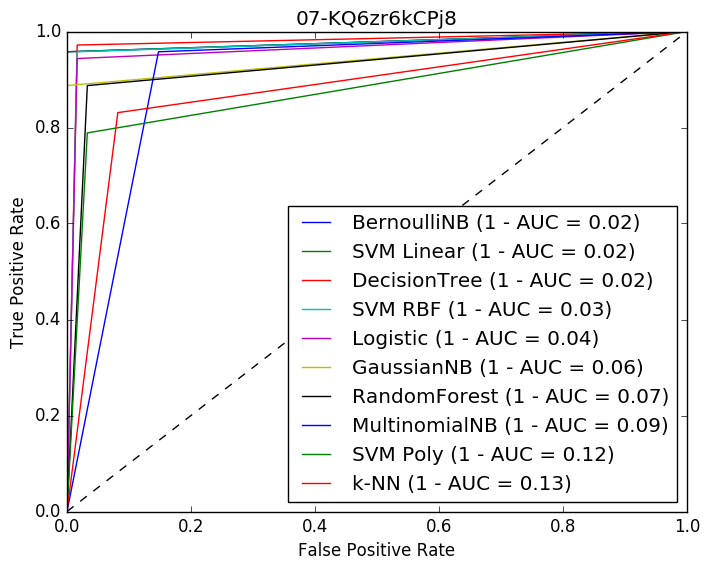 07-KQ6zr6kCPj8
1.0
0.8
0.6
0.4
0.2
0.0
True Positive Rate
BernoulliNB (1 - AUC = 0.02)
SVM Linear (1 - AUC = 0.02)
DecisionTree (1 - AUC = 0.02)
SVM RBF (1 - AUC = 0.03)
Logistic (1 - AUC = 0.04)
GaussianNB (1 - AUC = 0.06)
RandomForest (1 - AUC = 0.07)
MultinomialNB (1 - AUC = 0.09)
SVM Poly (1 - AUC = 0.12)
k-NN (1 - AUC = 0.13)
0.0 0.2 0.4 0.6 0.8 1.0
False Positive Rate